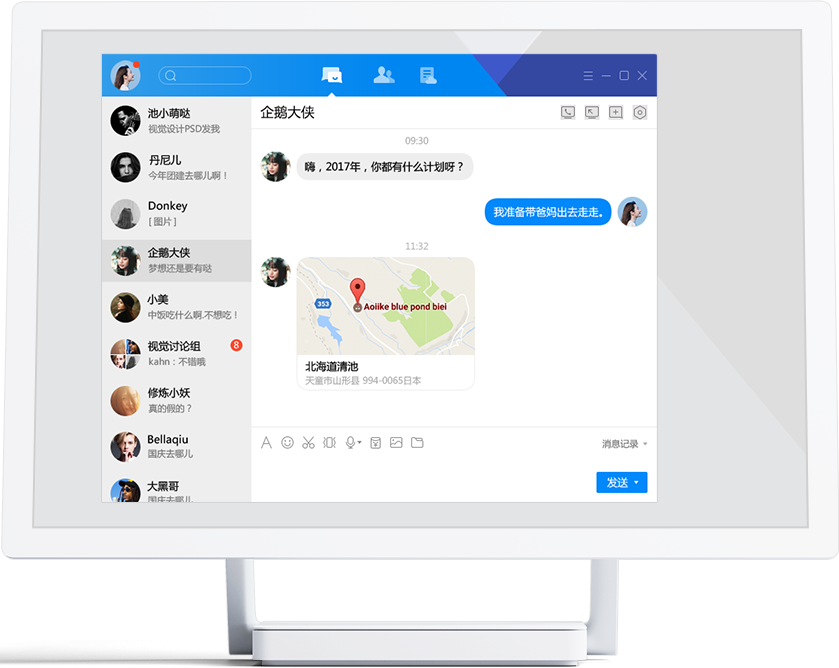 企鹅大侠
池小萌哒
视觉设计PSD发我
丹尼儿
今年团建去哪儿啊！
Donkey
[ 图片 ]
企鹅大侠
梦想还是要有哒
小美
中饭吃什么啊.不想吃！
视觉讨论组
8
kahn：不错哦
修炼小妖
真的假的？
Bellaqiu
国庆去哪儿
大黑哥
国庆去哪儿
09:30
嗨，2017年，你都有什么计划呀？
我准备带爸妈出去走走。
11:32
353
Aoiike blue pond biei
北海道清池
天童市山形县 994-0065日本
消息记录
发送